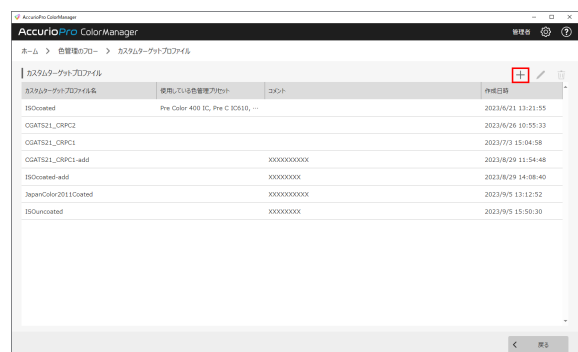 AccurioPro ColorManager
AccurioPro ColorManager 管理者
ホーム > 色管理のフロー > カスタムターゲットプロファイル
カスタムターゲットプロファイル
カスタムターゲットプロファイル名 使用している色管理プリセット コメント 作成日時
ISOcoated Pre Color 400 IC, Pre C IC610, ··· 2023/6/21 13:21:55
CGATS21_CRPC2 2023/6/26 10:55:33
CGATS21_CRPC1 2023/7/3 15:04:58
CGATS21_CRPC1-add XXXXXXXXXX 2023/8/29 11:54:48
ISOcoated-add XXXXXXXX 2023/8/29 14:08:40
JapanColor2011Coated XXXXXXXXXX 2023/9/5 13:12:52
ISOuncoated XXXXXXXX 2023/9/5 15:50:30
戻る